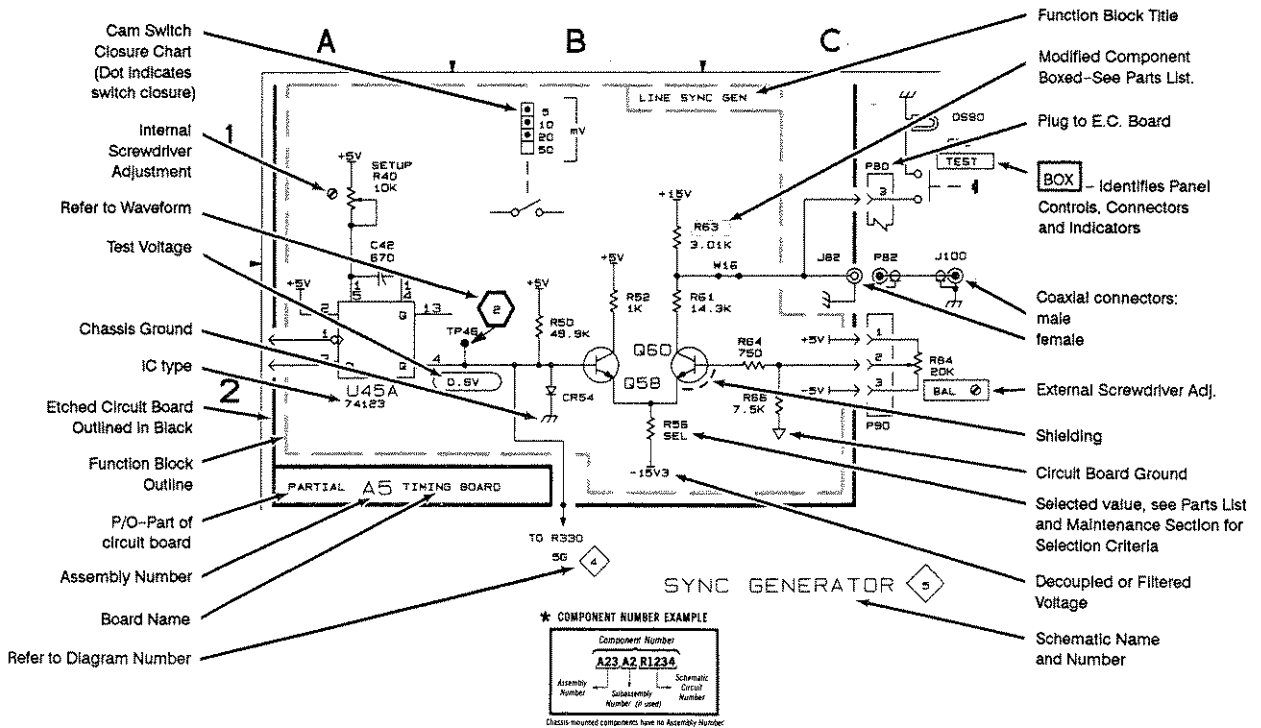 A
B
C
Cam Switch
Closure Chart
(Dot indicates
switch closure)
Internal
Screwdriver
Adjustment
Refer to Waveform
Test Voltage
Chassis Ground
IC type
Etched Circuit Board
Outlined in Black
Function Block
Outline
P/O-Part of
circuit board
Assembly Number
Board Name
Refer to Diagram Number
1
2
LINE SYNC GEN
5
10
20
50
mV
+5V
SETUP
R40
10K
C42
670
+5V
1
5
1
4
2
13
Q
1
Q
4
U45A
74123
TP46
2
0.6V
R50
49.9K
CR54
+5V
R52
1K
Q58
Q60
+15V
R63
3.01K
W16
R61
14.3K
R64
750
R66
7.5K
R56
SEL
-15V3
PARTIAL A5 TIMING BOARD
TO R330
5G
4
SYNC GENERATOR 5
DS90
P80
3
TEST
J82
P82
J100
+5V
1
2
-5V
3
P90
R84
20K
BAL
Function Block Title
Modified Component
Boxed-See Parts List.
Plug to E.C. Board
BOX – Identifies Panel
Controls, Connectors
and Indicators
Coaxial connectors:
male
female
External Screwdriver Adj.
Shielding
Circuit Board Ground
Selected value, see Parts List
and Maintenance Section for
Selection Criteria
Decoupled or Filtered
Voltage
Schematic Name
and Number
* COMPONENT NUMBER EXAMPLE
Component Number
A23 A2 R1234
Assembly
Number
Subassembly
Number (if used)
Schematic
Circuit
Number
Chassis-mounted components have no Assembly Number